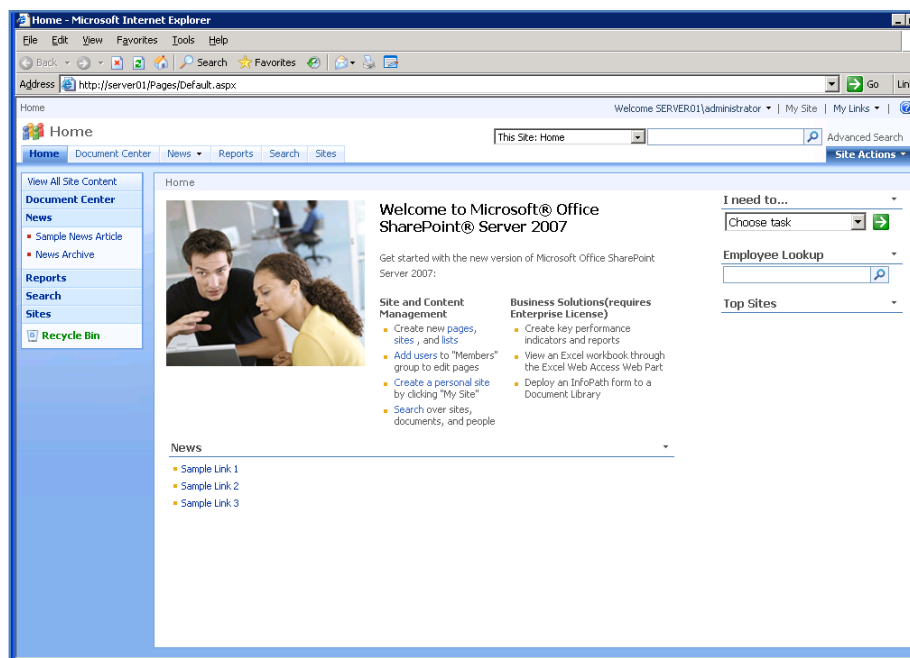 Home - Microsoft Internet Explorer
File Edit View Favorites Tools Help
Back Search Favorites
Address http://server01/Pages/Default.aspx Go
Home Welcome SERVER01\administrator | My Site | My Links |
Home This Site: Home Advanced Search
Home Document Center News Reports Search Sites Site Actions
View All Site Content
Document Center
News
Sample News Article
News Archive
Reports
Search
Sites
Recycle Bin
Home
Welcome to Microsoft® Office
SharePoint® Server 2007
Get started with the new version of Microsoft Office SharePoint
Server 2007:
Site and Content
Management
Create new pages,
sites , and lists
Add users to "Members"
group to edit pages
Create a personal site
by clicking "My Site"
Search over sites,
documents, and people
Business Solutions(requires
Enterprise License)
Create key performance
indicators and reports
View an Excel workbook through
the Excel Web Access Web Part
Deploy an InfoPath form to a
Document Library
I need to...
Choose task
Employee Lookup
Top Sites
News
Sample Link 1
Sample Link 2
Sample Link 3